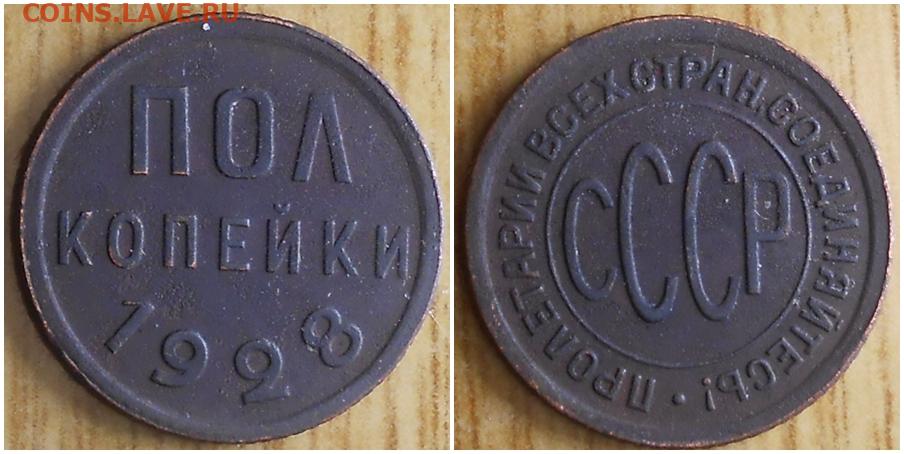 COINS.LAVE.RU
ПОЛ
КОПЕЙКИ
1928
ПРОЛЕТАРИИ ВСЕХ СТРАН, СОЕДИНЯЙТЕСЬ!
СССР